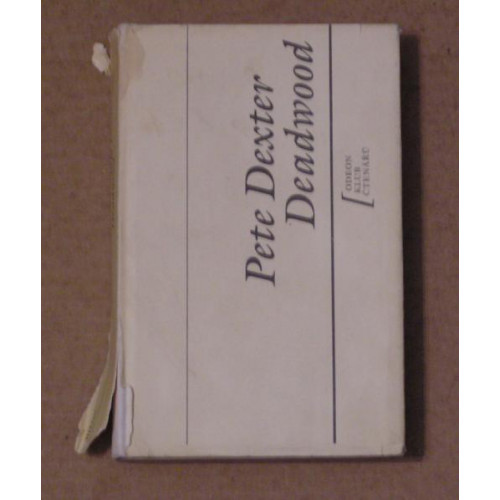 Pete Dexter
Deadwood
ODEON
KLUB
ČTENÁŘŮ